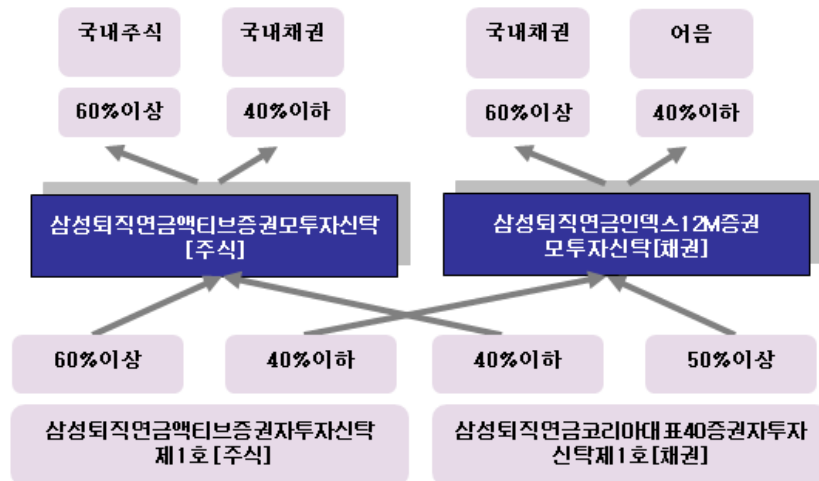 국내주식
국내채권
국내채권
어음
60%이상
40%이하
60%이상
40%이하
삼성퇴직연금액티브증권모투자신탁
[주식]
삼성퇴직연금인덱스12M증권
모투자신탁[채권]
60%이상
40%이하
40%이하
50%이상
삼성퇴직연금액티브증권자투자신탁
제1호[주식]
삼성퇴직연금코리아대표40증권자투자
신탁제1호[채권]